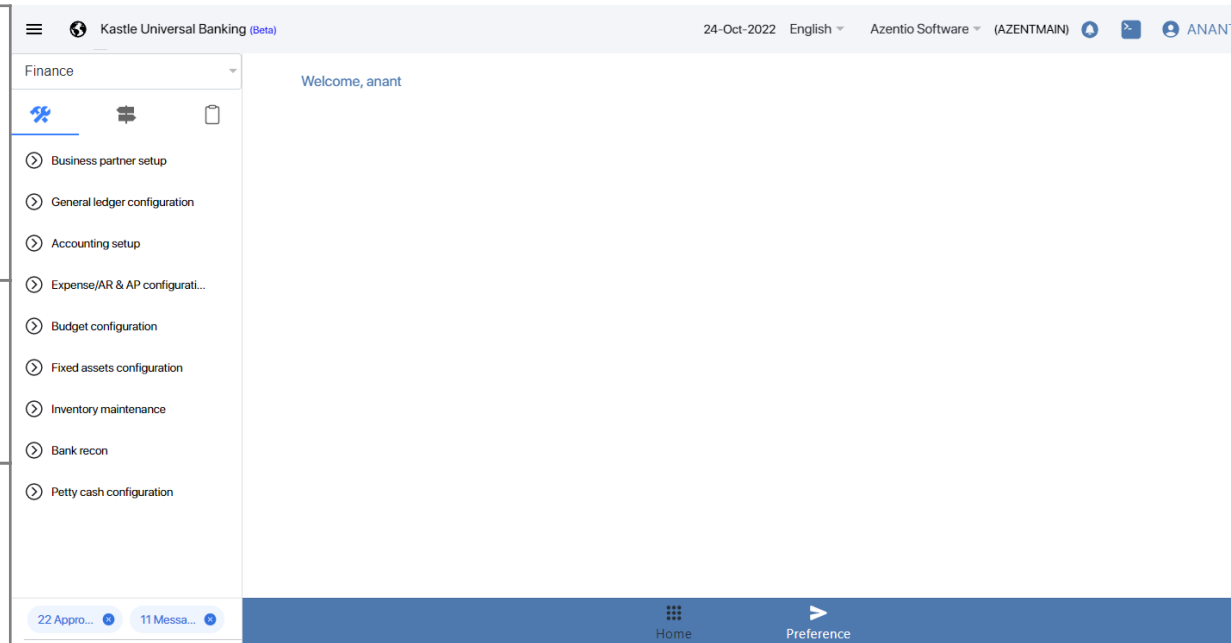 Kastle Universal Banking (Beta)
24-Oct-2022 English Azentio Software (AZENTMAIN) ANANT
Finance
Welcome, anant
Business partner setup
General ledger configuration
Accounting setup
Expense/AR & AP configurati...
Budget configuration
Fixed assets configuration
Inventory maintenance
Bank recon
Petty cash configuration
22 Appro... 11 Messa...
Home Preference